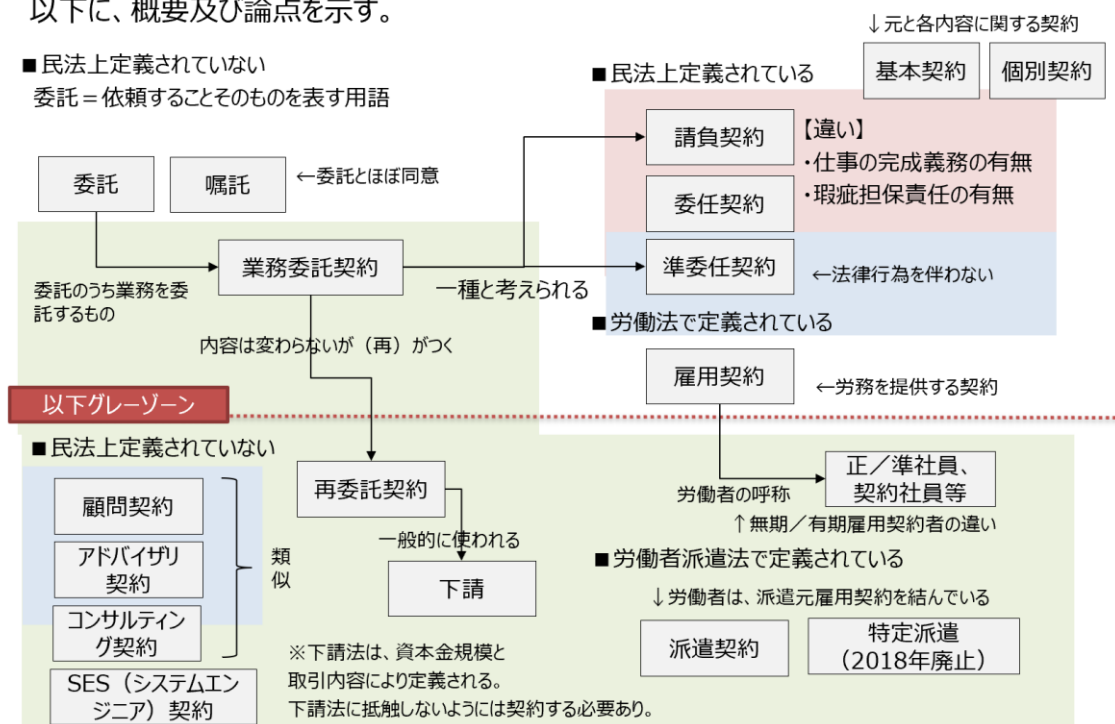 以下に、概要及び論点を示す。
↓元と各内容に関する契約
■民法上定義されていない
委託＝依頼することそのものを表す用語
■民法上定義されている
基本契約
個別契約
請負契約
【違い】
・仕事の完成義務の有無
・瑕疵担保責任の有無
委託
嘱託
←委託とほぼ同意
委任契約
業務委託契約
一種と考えられる
準委任契約
←法律行為を伴わない
委託のうち業務を委
託するもの
■労働法で定義されている
内容は変わらないが（再）がつく
雇用契約
←労務を提供する契約
以下グレーゾーン
■民法上定義されていない
顧問契約
アドバイザリ
契約
コンサルティン
グ契約
SES（システムエン
ジニア）契約
類
似
再委託契約
一般的に使われる
下請
※下請法は、資本金規模と
取引内容により定義される。
下請法に抵触しないようには契約する必要あり。
労働者の呼称
正／準社員、
契約社員等
↑無期／有期雇用契約者の違い
■労働者派遣法で定義されている
↓労働者は、派遣元雇用契約を結んでいる
派遣契約
特定派遣
（2018年廃止）